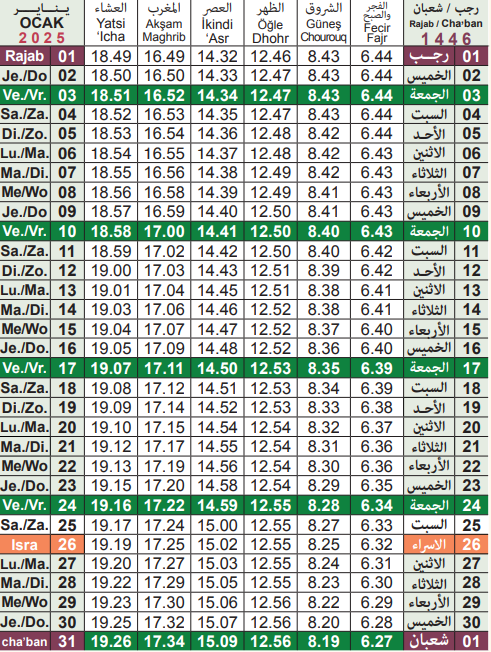 ينــايــر العشاء المغرب العصر الظهر الشروق الفجر والصبح رجب / شعبان
OCAK Yatsi Akşam İkindi Öğle Güneş Fecir Rajab / Cha'ban
2025 'Icha Maghrib 'Asr Dhohr Chourouq Fajr 1446
Rajab 01 18.49 16.49 14.32 12.46 8.43 6.44 رجــب 01
Je./Do 02 18.50 16.50 14.33 12.47 8.43 6.44 الخميس 02
Ve./Vr. 03 18.51 16.52 14.34 12.47 8.43 6.44 الجمعة 03
Sa./Za. 04 18.52 16.53 14.35 12.48 8.43 6.44 السبت 04
Di./Zo. 05 18.53 16.54 14.36 12.48 8.42 6.43 الأحـد 05
Lu./Ma. 06 18.54 16.55 14.37 12.48 8.42 6.43 الاثنين 06
Ma./Di. 07 18.55 16.56 14.38 12.49 8.42 6.43 الثلاثاء 07
Me/Wo 08 18.56 16.58 14.39 12.49 8.41 6.43 الأربعاء 08
Je./Do 09 18.57 16.59 14.40 12.50 8.41 6.43 الخميس 09
Ve./Vr. 10 18.58 17.00 14.41 12.50 8.40 6.43 الجمعة 10
Sa./Za. 11 18.59 17.02 14.42 12.50 8.40 6.42 السبت 11
Di./Zo. 12 19.00 17.03 14.43 12.51 8.39 6.42 الأحـد 12
Lu./Ma. 13 19.01 17.04 14.45 12.51 8.38 6.41 الاثنين 13
Ma./Di. 14 19.03 17.06 14.46 12.51 8.38 6.41 الثلاثاء 14
Me/Wo 15 19.04 17.07 14.47 12.52 8.37 6.40 الأربعاء 15
Je./Do. 16 19.05 17.09 14.48 12.52 8.36 6.40 الخميس 16
Ve./Vr. 17 19.07 17.11 14.50 12.53 8.35 6.39 الجمعة 17
Sa./Za. 18 19.08 17.12 14.51 12.53 8.34 6.39 السبت 18
Di./Zo. 19 19.09 17.14 14.52 12.53 8.33 6.38 الأحـد 19
Lu./Ma. 20 19.10 17.15 14.54 12.54 8.32 6.37 الاثنين 20
Ma./Di. 21 19.12 17.17 14.55 12.54 8.31 6.36 الثلاثاء 21
Me/Wo 22 19.13 17.19 14.56 12.54 8.30 6.36 الأربعاء 22
Je./Do. 23 19.15 17.20 14.58 12.54 8.29 6.35 الخميس 23
Ve./Vr. 24 19.16 17.22 14.59 12.55 8.28 6.34 الجمعة 24
Sa./Za. 25 19.17 17.24 15.00 12.55 8.27 6.33 السبت 25
Isra 26 19.19 17.25 15.02 12.55 8.25 6.32 الاسراء 26
Lu./Ma. 27 19.20 17.27 15.03 12.55 8.24 6.31 الاثنين 27
Ma./Di. 28 19.22 17.29 15.05 12.56 8.23 6.30 الثلاثاء 28
Me/Wo 29 19.23 17.30 15.06 12.56 8.22 6.29 الأربعاء 29
Je./Do. 30 19.25 17.32 15.07 12.56 8.20 6.28 الخميس 30
cha'ban 31 19.26 17.34 15.09 12.56 8.19 6.27 شعبان 01